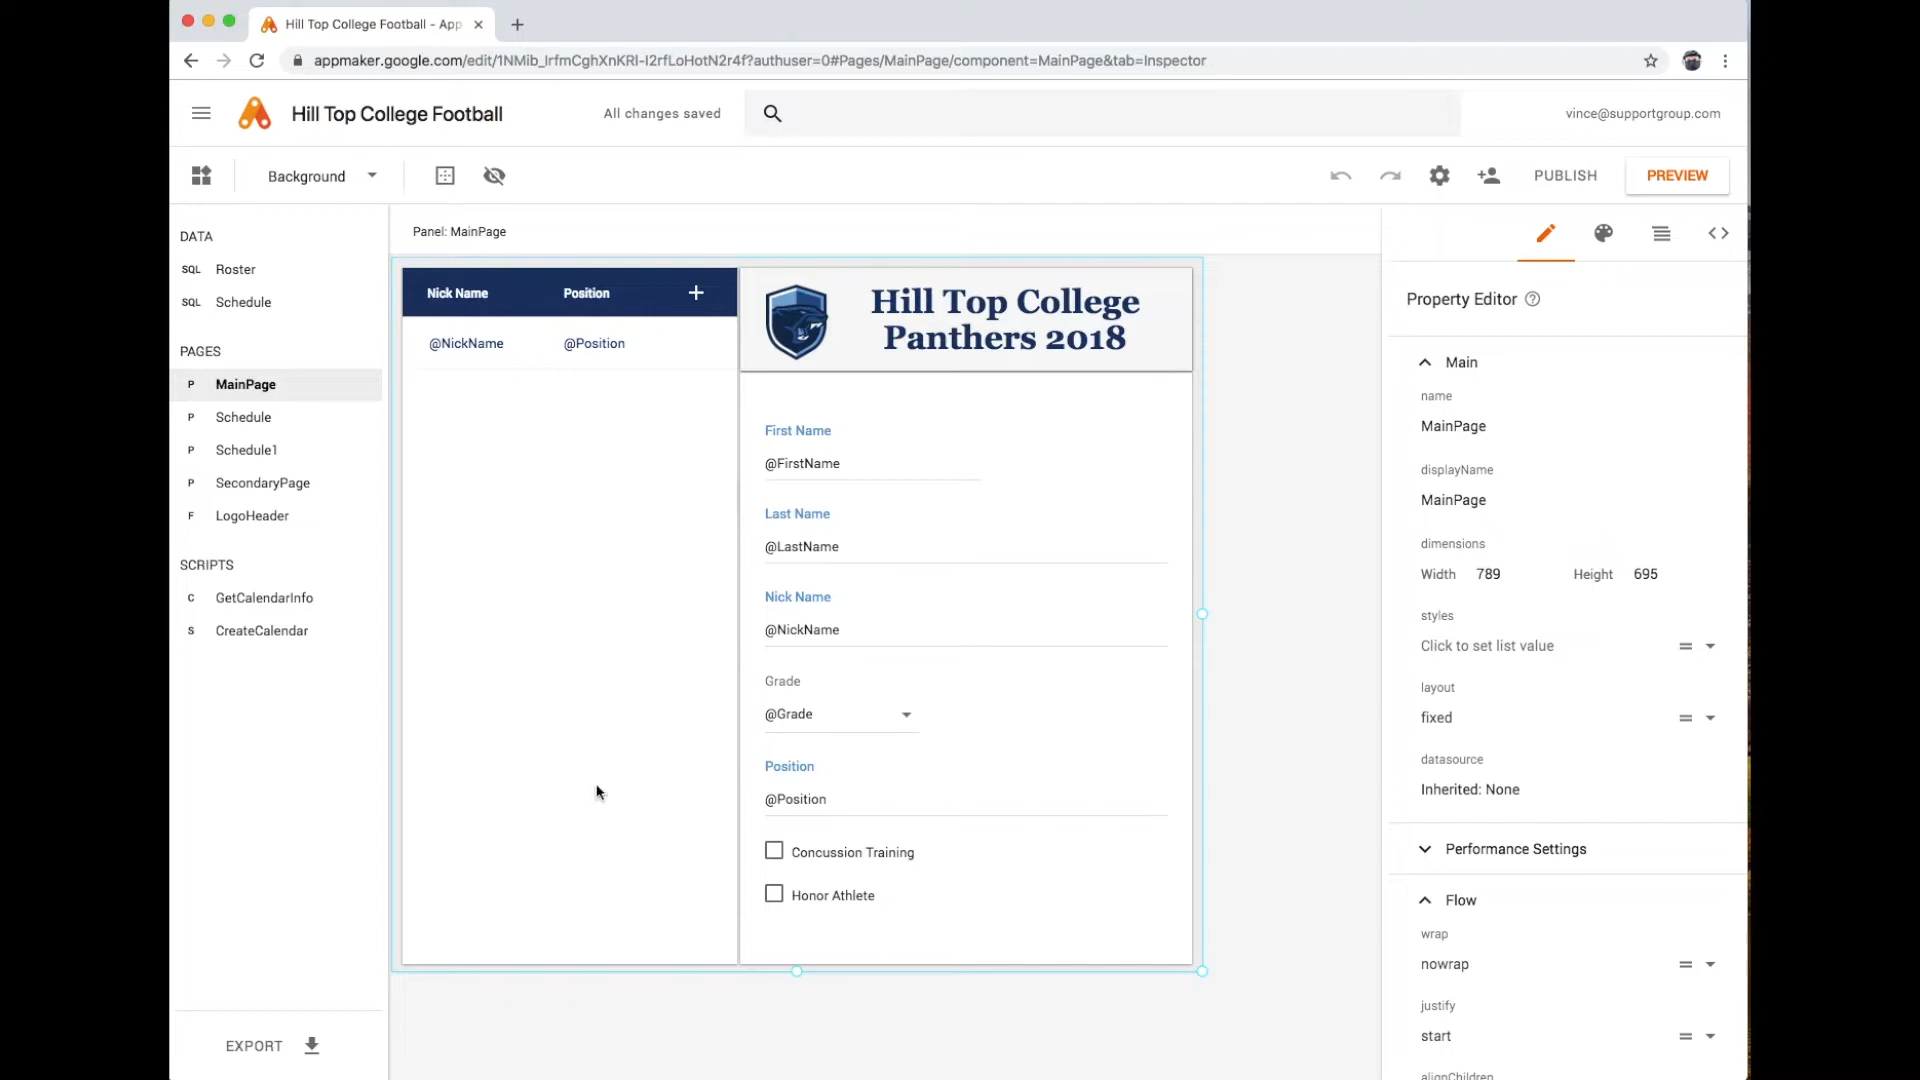 Hill Top College Football - App
appmaker.google.com/edit/1NMib_IrfmCghXnKRI-I2rfLoHotN2r4f?authuser=0#Pages/MainPage/component=MainPage&tab=Inspector
Hill Top College Football
All changes saved
vince@supportgroup.com
Background
PUBLISH
PREVIEW
DATA
SQL Roster
SQL Schedule
PAGES
P MainPage
P Schedule
P Schedule1
P SecondaryPage
F LogoHeader
SCRIPTS
C GetCalendarInfo
S CreateCalendar
EXPORT
Panel: MainPage
Nick Name Position +
@NickName @Position
Hill Top College
Panthers 2018
First Name
@FirstName
Last Name
@LastName
Nick Name
@NickName
Grade
@Grade
Position
@Position
Concussion Training
Honor Athlete
Property Editor
Main
name
MainPage
displayName
MainPage
dimensions
Width 789 Height 695
styles
Click to set list value
layout
fixed
datasource
Inherited: None
Performance Settings
Flow
wrap
nowrap
justify
start
alignChildren